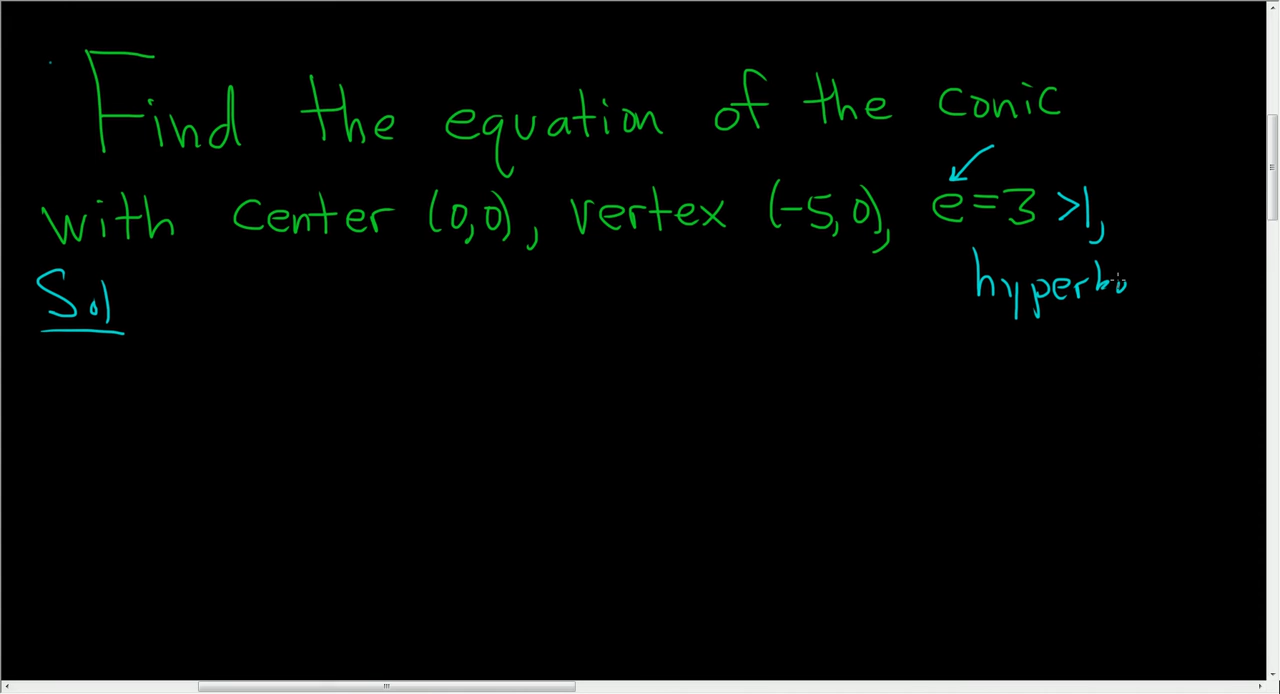 Find the equation of the conic
with center (0,0), vertex (-5,0), e=3 >1,
Sol hyperbo